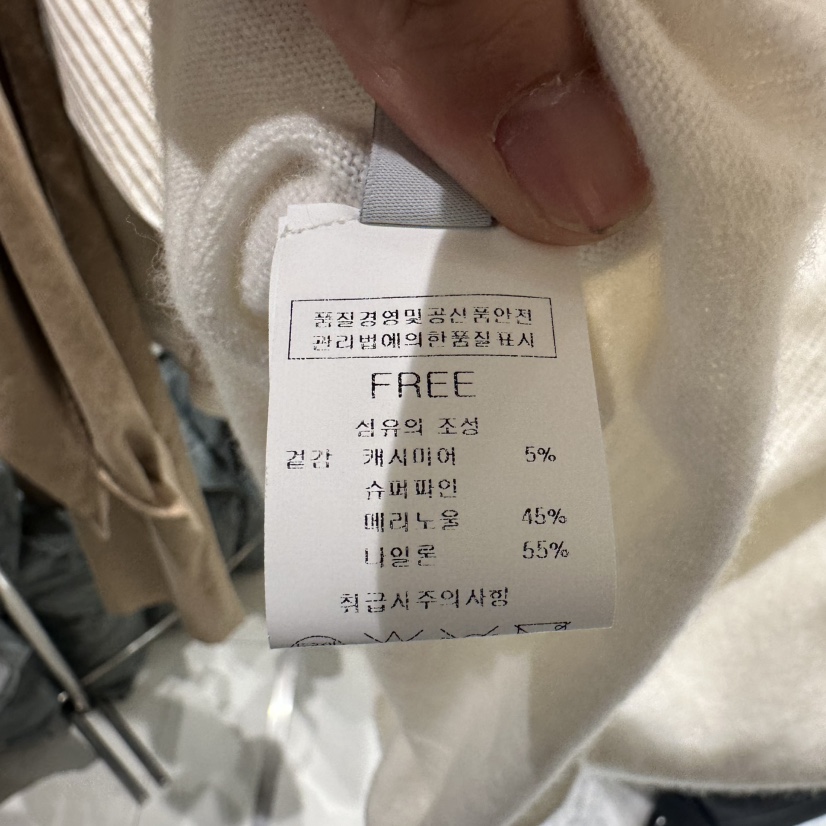 품질경영및공산품안전
관리법에의한품질표시
FREE
섬유의 조성
겉감 캐시미어 5%
슈퍼파인
메리노울 45%
나일론 55%
취급시주의사항